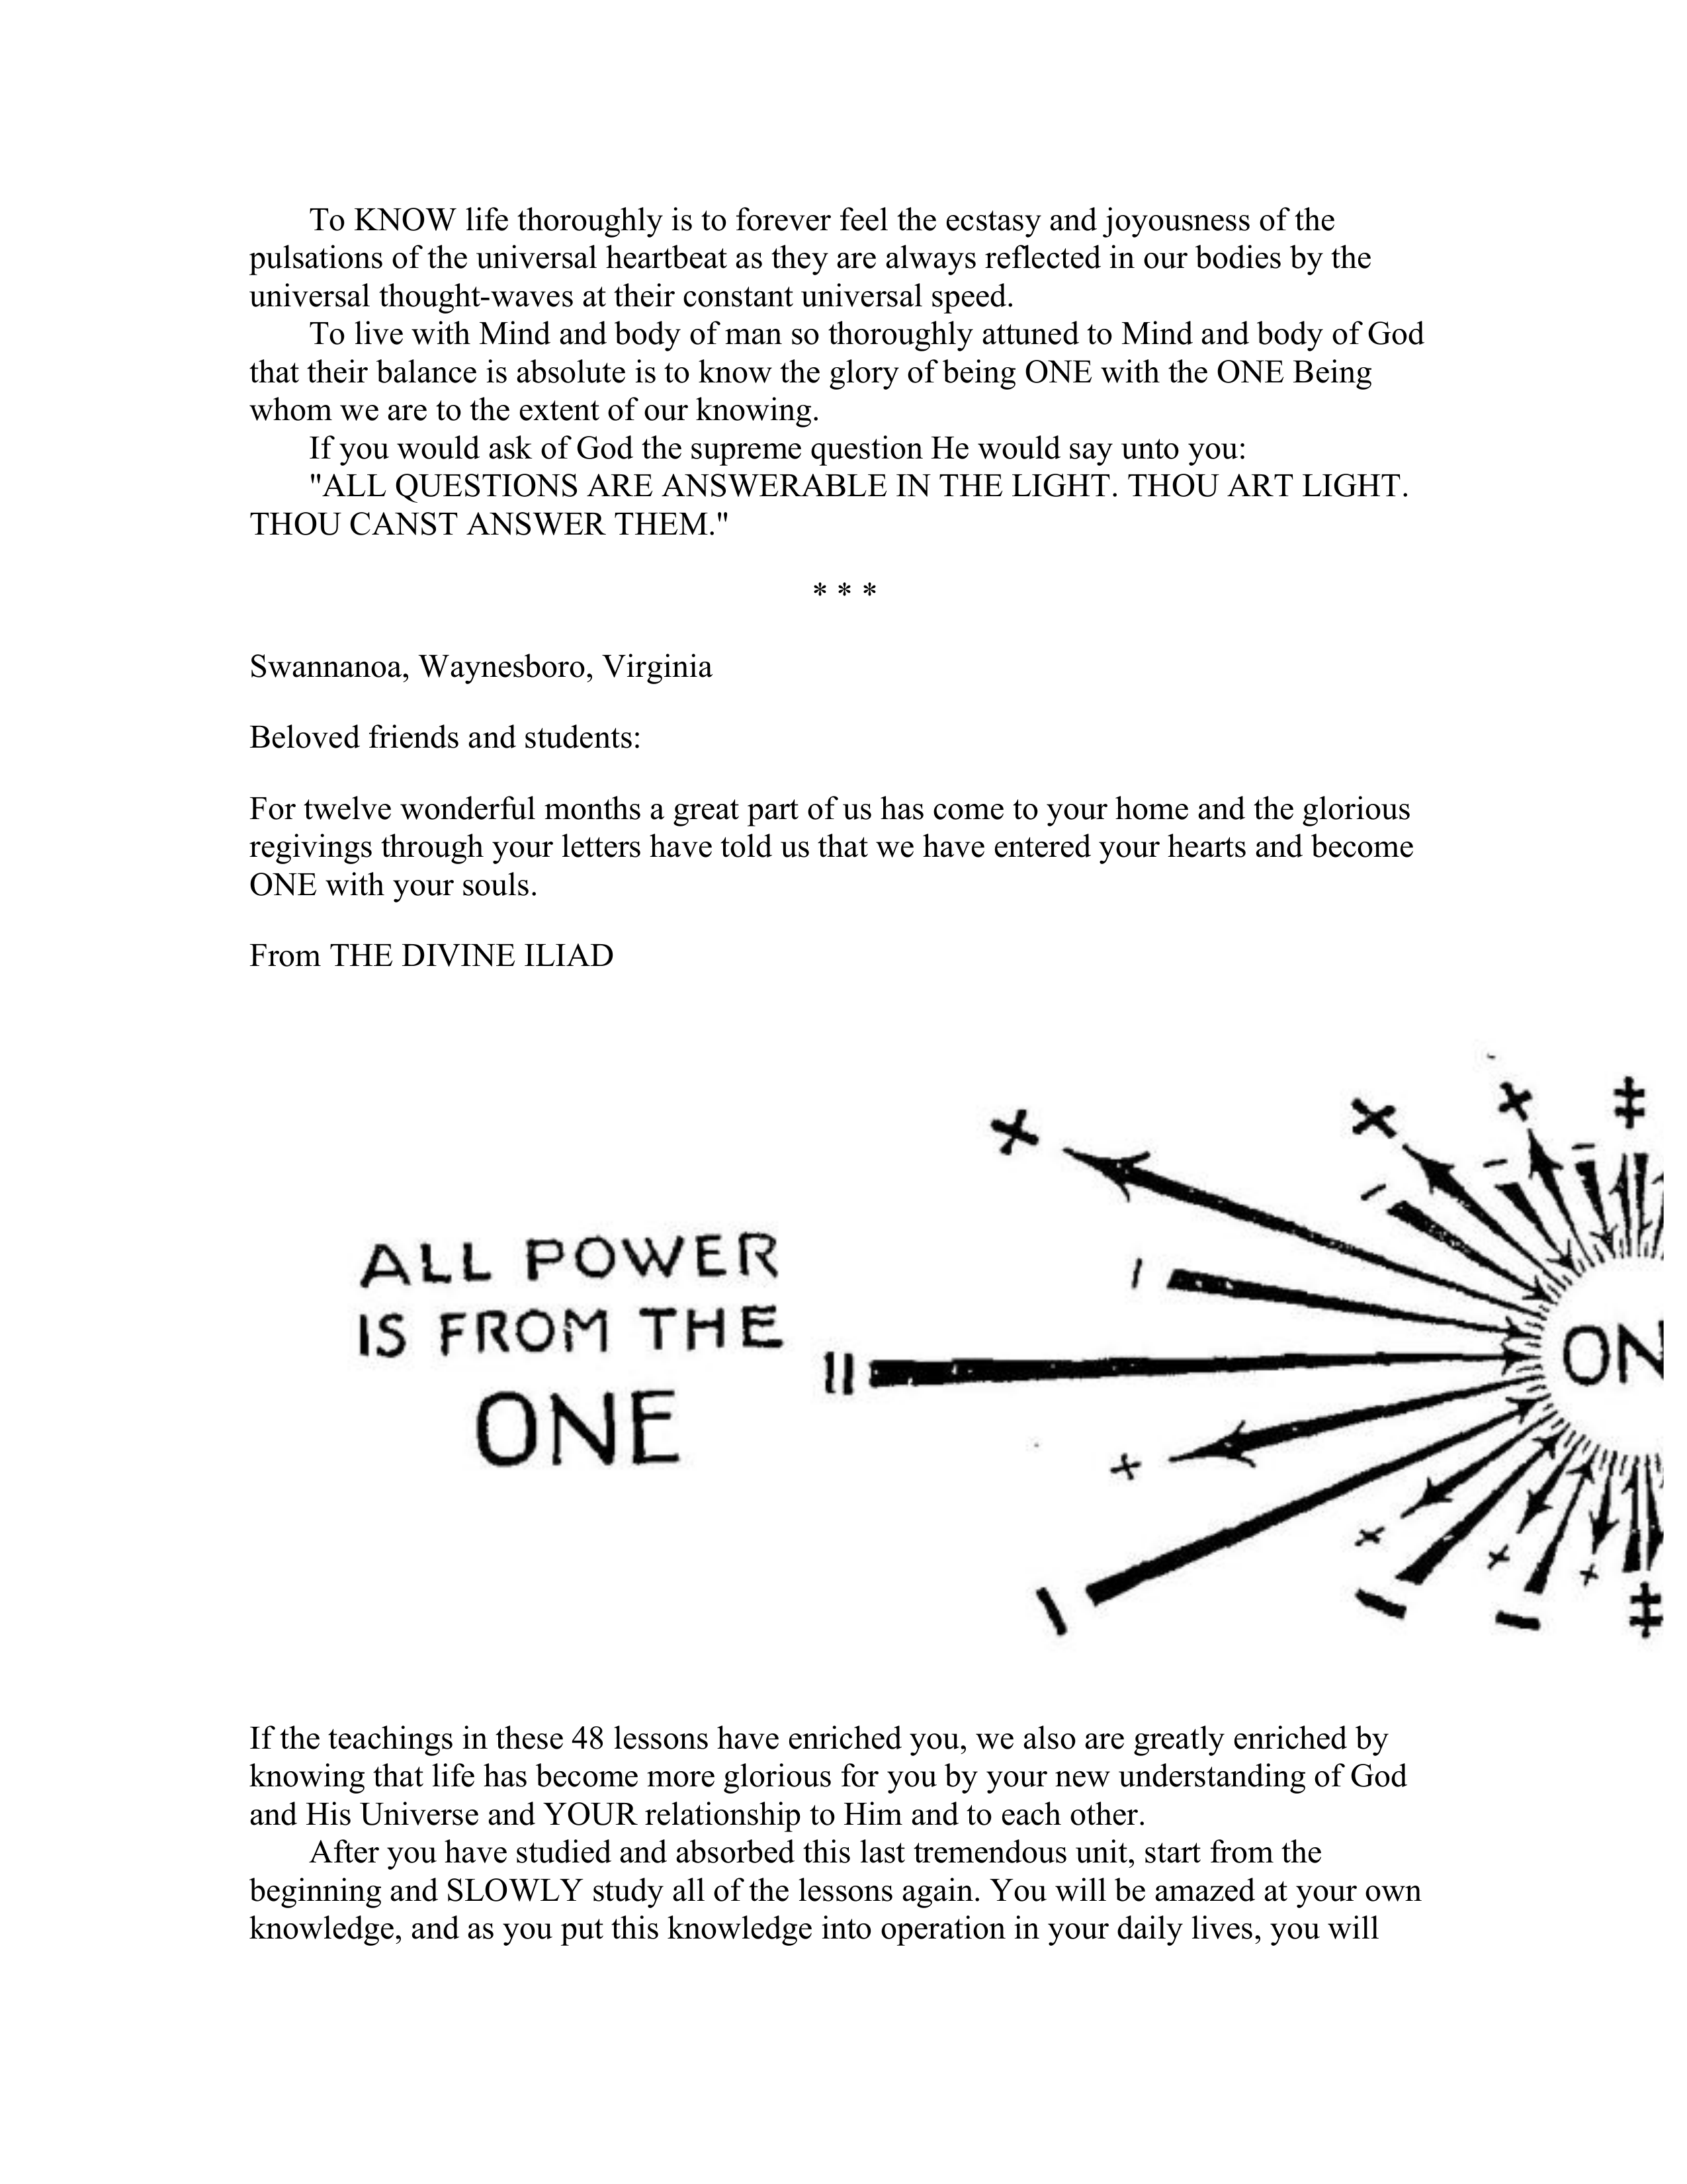 To KNOW life thoroughly is to forever feel the ecstasy and joyousness of the
pulsations of the universal heartbeat as they are always reflected in our bodies by the
universal thought-waves at their constant universal speed.
To live with Mind and body of man so thoroughly attuned to Mind and body of God
that their balance is absolute is to know the glory of being ONE with the ONE Being
whom we are to the extent of our knowing.
If you would ask of God the supreme question He would say unto you:
"ALL QUESTIONS ARE ANSWERABLE IN THE LIGHT. THOU ART LIGHT.
THOU CANST ANSWER THEM."
* * *
Swannanoa, Waynesboro, Virginia
Beloved friends and students:
For twelve wonderful months a great part of us has come to your home and the glorious
regivings through your letters have told us that we have entered your hearts and become
ONE with your souls.
From THE DIVINE ILIAD
ALL POWER
IS FROM THE
ONE
ON
If the teachings in these 48 lessons have enriched you, we also are greatly enriched by
knowing that life has become more glorious for you by your new understanding of God
and His Universe and YOUR relationship to Him and to each other.
After you have studied and absorbed this last tremendous unit, start from the
beginning and SLOWLY study all of the lessons again. You will be amazed at your own
knowledge, and as you put this knowledge into operation in your daily lives, you will